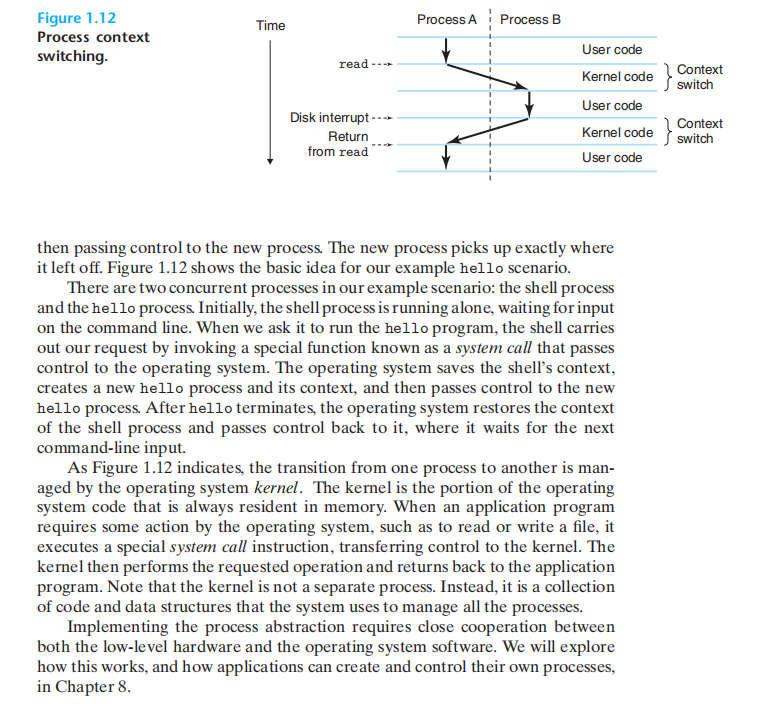 Figure 1.12
Process context
switching.
Time
Process A
Process B
read
Disk interrupt
Return
from read
User code
Kernel code
User code
Kernel code
User code
Context
switch
Context
switch
then passing control to the new process. The new process picks up exactly where
it left off. Figure 1.12 shows the basic idea for our example hello scenario.
There are two concurrent processes in our example scenario: the shell process
and the hello process. Initially, the shell process is running alone, waiting for input
on the command line. When we ask it to run the hello program, the shell carries
out our request by invoking a special function known as a system call that passes
control to the operating system. The operating system saves the shell's context,
creates a new hello process and its context, and then passes control to the new
hello process. After hello terminates, the operating system restores the context
of the shell process and passes control back to it, where it waits for the next
command-line input.
As Figure 1.12 indicates, the transition from one process to another is man-
aged by the operating system kernel. The kernel is the portion of the operating
system code that is always resident in memory. When an application program
requires some action by the operating system, such as to read or write a file, it
executes a special system call instruction, transferring control to the kernel. The
kernel then performs the requested operation and returns back to the application
program. Note that the kernel is not a separate process. Instead, it is a collection
of code and data structures that the system uses to manage all the processes.
Implementing the process abstraction requires close cooperation between
both the low-level hardware and the operating system software. We will explore
how this works, and how applications can create and control their own processes,
in Chapter 8.